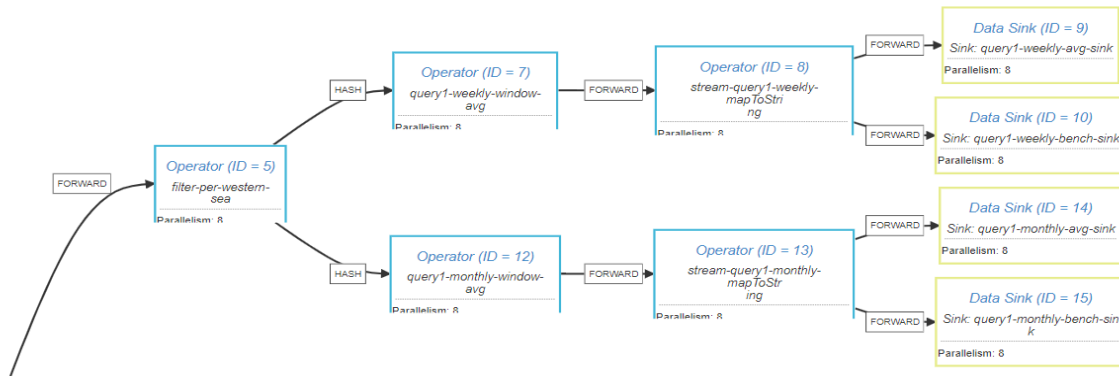 FORWARD
Operator (ID = 5)
filter-per-western-
sea
Parallelism: 8
HASH
Operator (ID = 7)
query1-weekly-window-
avg
Parallelism: 8
FORWARD
Operator (ID = 8)
stream-query1-weekly-
mapToStri
ng
Parallelism: 8
FORWARD
Data Sink (ID = 9)
Sink: query1-weekly-avg-sink
Parallelism: 8
FORWARD
Data Sink (ID = 10)
Sink: query1-weekly-bench-sink
Parallelism: 8
HASH
Operator (ID = 12)
query1-monthly-window-
avg
Parallelism: 8
FORWARD
Operator (ID = 13)
stream-query1-monthly-
mapToStr
ing
Parallelism: 8
FORWARD
Data Sink (ID = 14)
Sink: query1-monthly-avg-sink
Parallelism: 8
FORWARD
Data Sink (ID = 15)
Sink: query1-monthly-bench-sin
k
Parallelism: 8